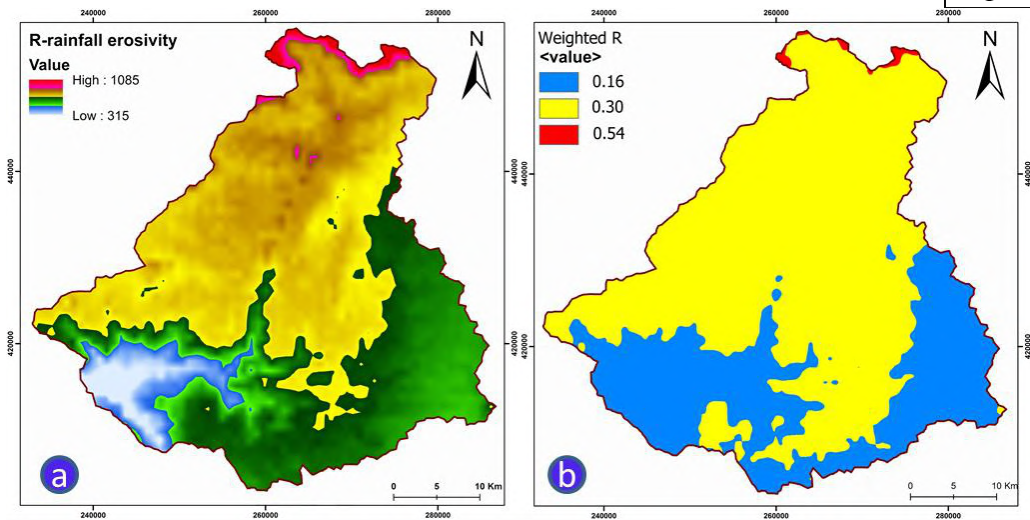 240000 260000 280000
R-rainfall erosivity
Value
High : 1085
Low : 315
N
440000 440000
420000 420000
a
0 5 10 Km
240000 260000 280000
240000 260000 280000
Weighted R
<value>
0.16
0.30
0.54
N
440000
420000
b
0 5 10 Km
240000 260000 280000